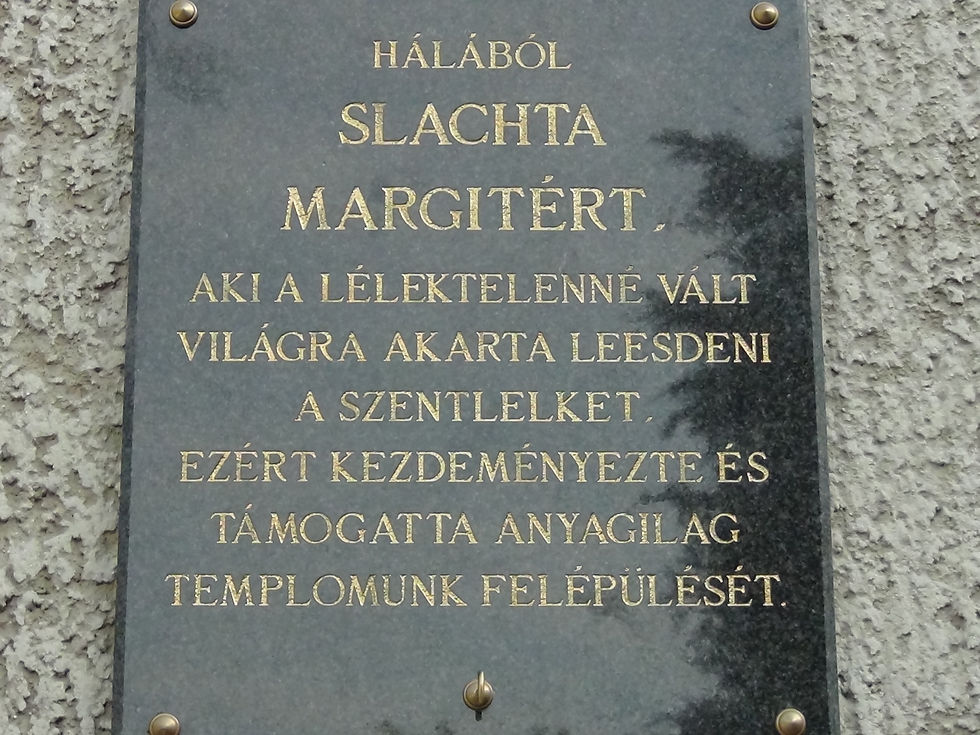 HÁLÁBÓL
SLACHTA
MARGITÉRT,
AKI A LÉLEKTELENNÉ VÁLT
VILÁGRA AKARTA LEESDENI
A SZENTLELKET,
EZÉRT KEZDEMÉNYEZTE ÉS
TÁMOGATTA ANYAGILAG
TEMPLOMUNK FELÉPÜLÉSÉT.